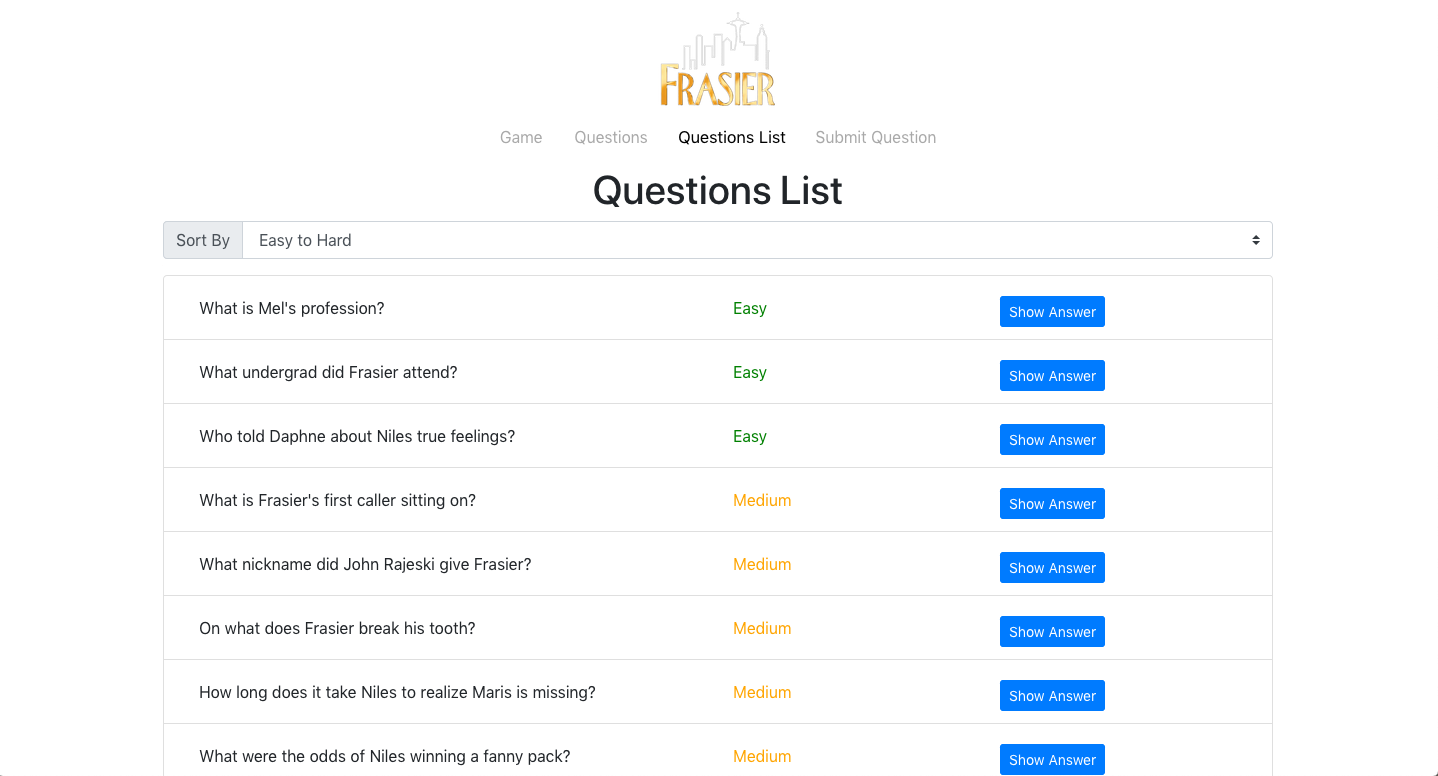 FRASIER
Game Questions Questions List Submit Question
Questions List
Sort By Easy to Hard
What is Mel's profession? Easy Show Answer
What undergrad did Frasier attend? Easy Show Answer
Who told Daphne about Niles true feelings? Easy Show Answer
What is Frasier's first caller sitting on? Medium Show Answer
What nickname did John Rajeski give Frasier? Medium Show Answer
On what does Frasier break his tooth? Medium Show Answer
How long does it take Niles to realize Maris is missing? Medium Show Answer
What were the odds of Niles winning a fanny pack? Medium Show Answer